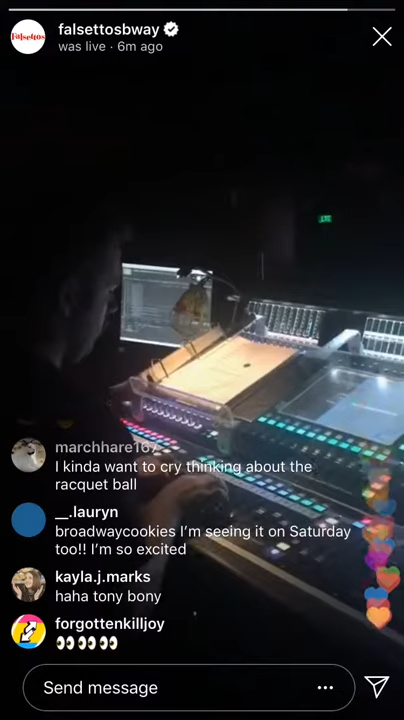 Falsettos
falsettosbway
was live · 6m ago
marchhare167
I kinda want to cry thinking about the
racquet ball
__.lauryn
broadwaycookies I'm seeing it on Saturday
too!! I'm so excited
kayla.j.marks
haha tony bony
forgottenkilljoy
👀👀👀
Send message